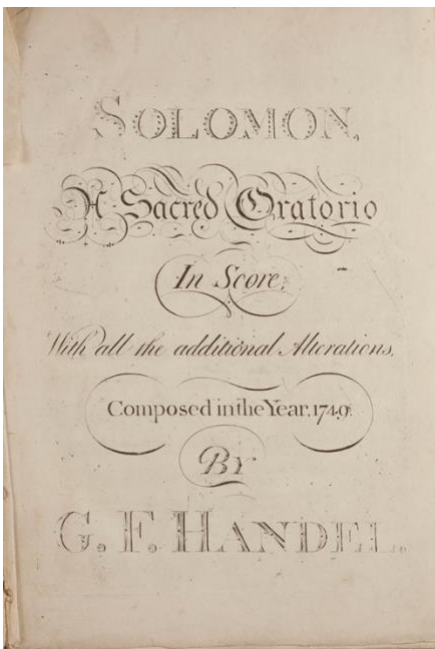 SOLOMON,
A Sacred Oratorio
In Score;
With all the additional Alterations,
Composed in the Year, 1749.
BY
G. F. HANDEL.